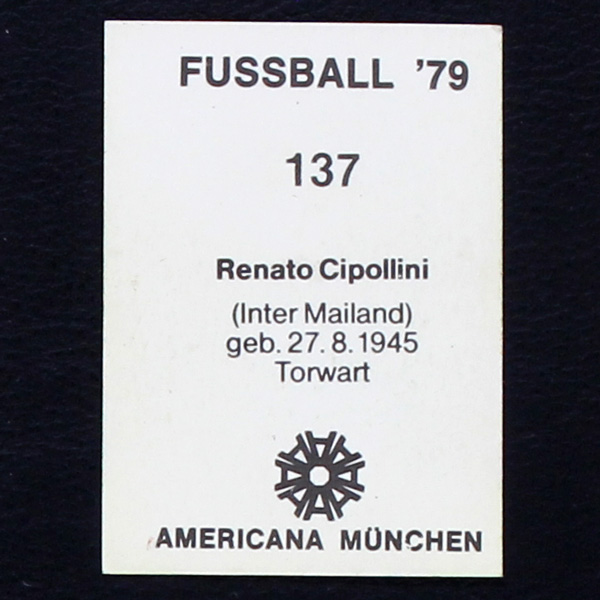 FUSSBALL '79
137
Renato Cipollini
(Inter Mailand)
geb. 27. 8. 1945
Torwart
AMERICANA MÜNCHEN